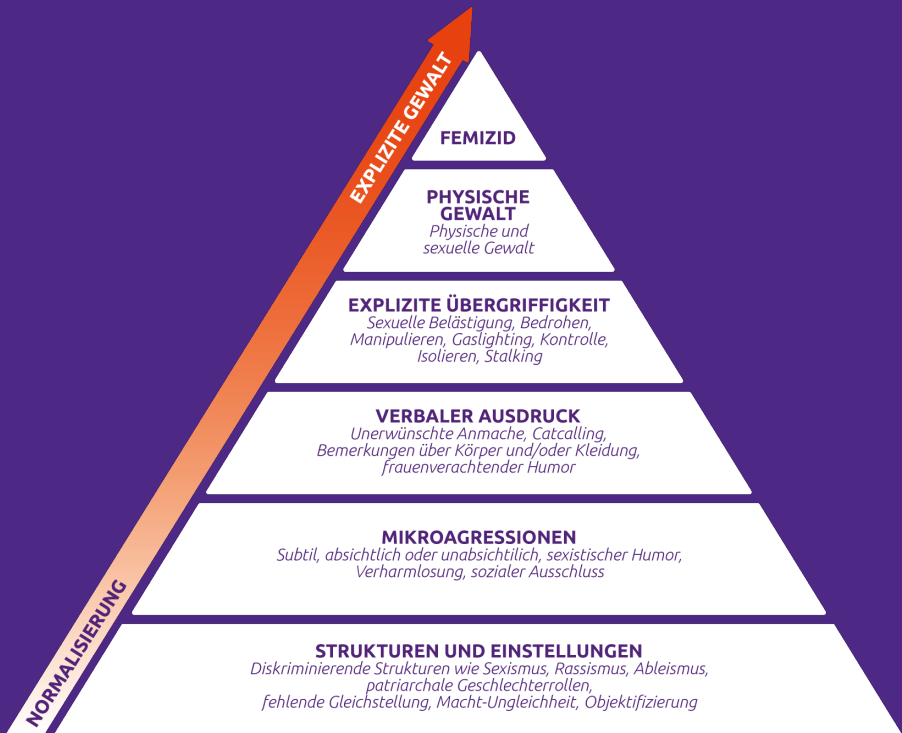 EXPLIZITE GEWALT
FEMIZID
PHYSISCHE
GEWALT
Physische und
sexuelle Gewalt
EXPLIZITE ÜBERGRIFFIGKEIT
Sexuelle Belästigung, Bedrohen,
Manipulieren, Gaslighting, Kontrolle,
Isolieren, Stalking
VERBALER AUSDRUCK
Unerwünschte Anmache, Catcalling,
Bemerkungen über Körper und/oder Kleidung,
frauenverachtender Humor
MIKROAGRESSIONEN
Subtil, absichtlich oder unabsichtilich, sexistischer Humor,
Verharmlosung, sozialer Ausschluss
NORMALISIERUNG
STRUKTUREN UND EINSTELLUNGEN
Diskriminierende Strukturen wie Sexismus, Rassismus, Ableismus,
patriarchale Geschlechterrollen,
fehlende Gleichstellung, Macht-Ungleichheit, Objektifizierung